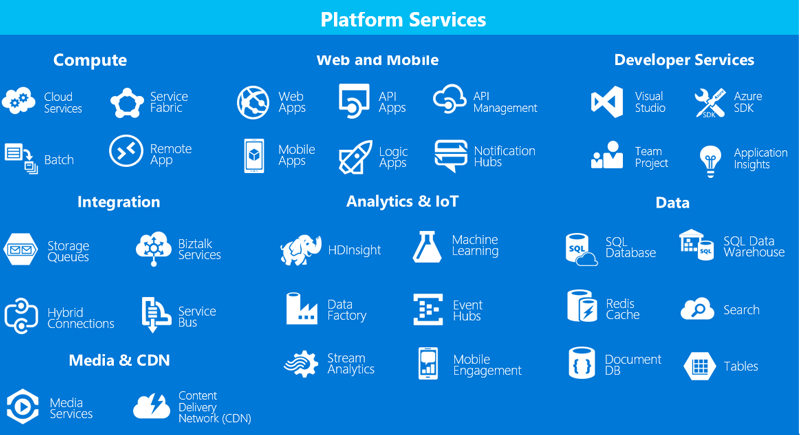 Platform Services
Compute
Cloud
Services
Service
Fabric
Batch
Remote
App
Web and Mobile
Web
Apps
API
Apps
API
Management
Mobile
Apps
Logic
Apps
Notification
Hubs
Developer Services
Visual
Studio
SDK
Azure
SDK
Team
Project
Application
Insights
Integration
Storage
Queues
Biztalk
Services
Hybrid
Connections
Service
Bus
Analytics & IoT
HDInsight
Machine
Learning
Data
Factory
Event
Hubs
Stream
Analytics
Mobile
Engagement
Data
SQL
SQL
Database
SQL
SQL Data
Warehouse
Redis
Cache
Search
{ }
Document
DB
Tables
Media & CDN
Media
Services
Content
Delivery
Network (CDN)